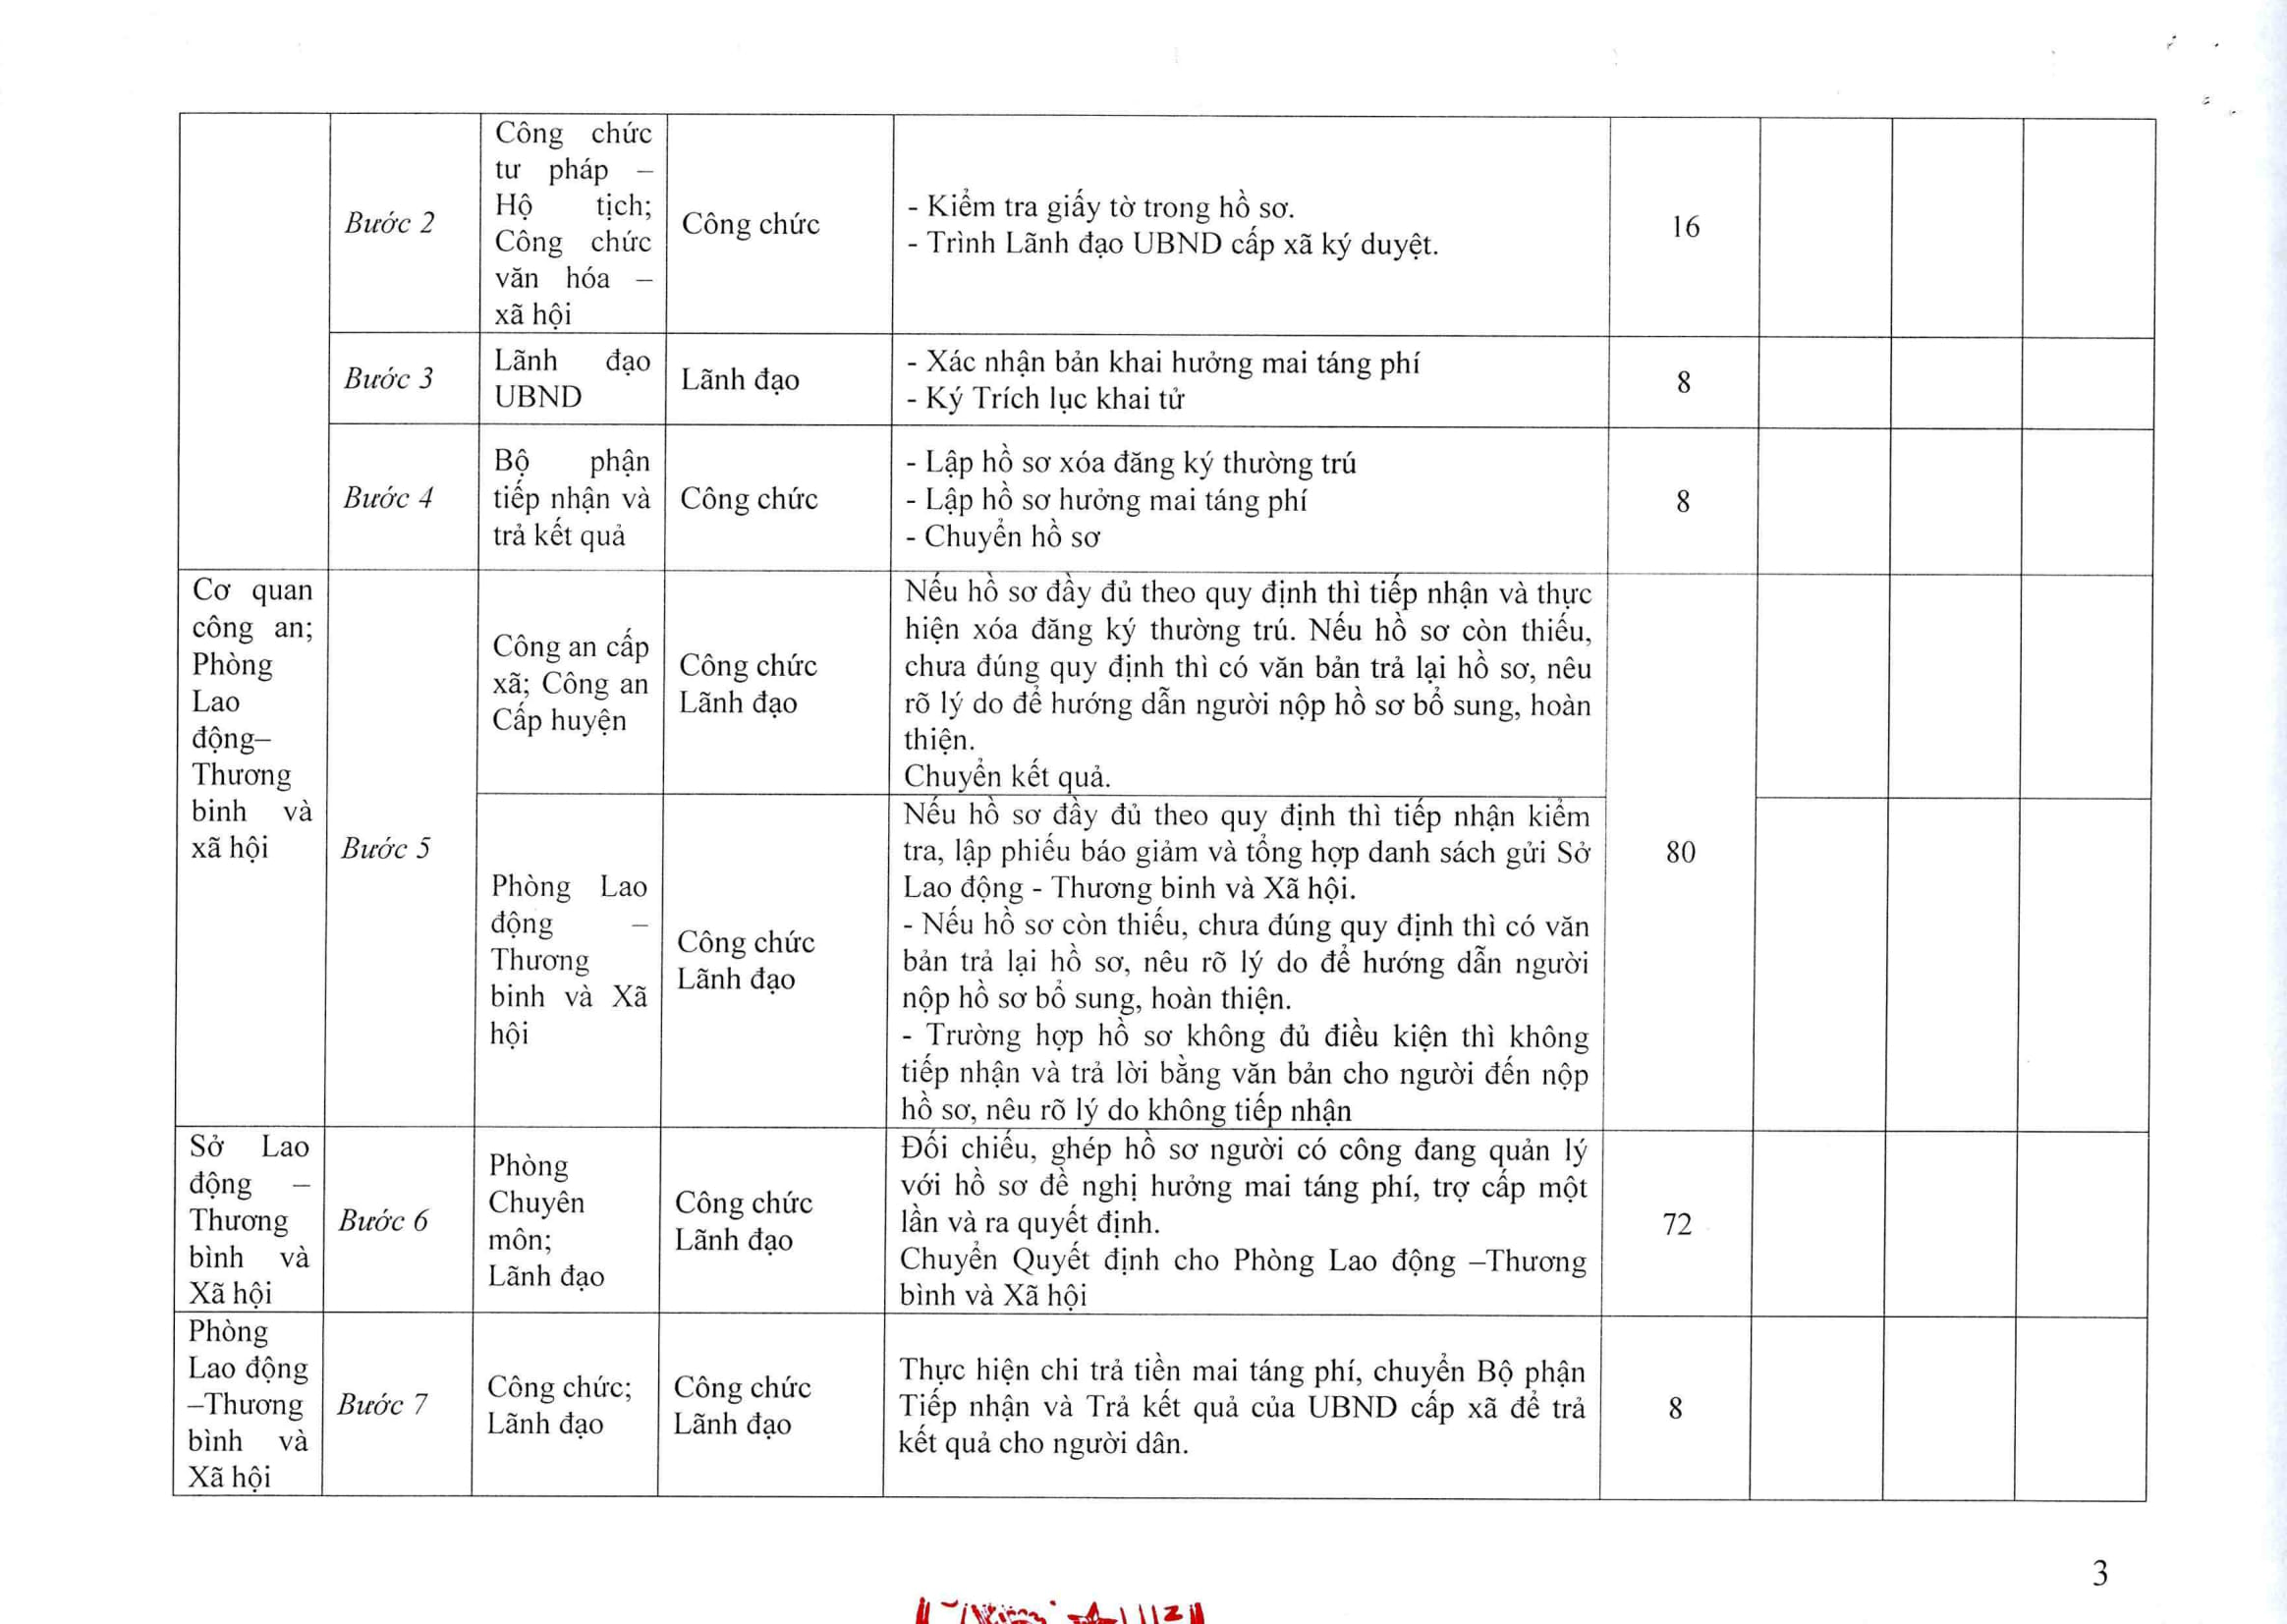 Công chức
tư pháp –
Hộ tịch;
Công chức
văn hóa –
xã hội
Bước 2
Công chức
- Kiểm tra giấy tờ trong hồ sơ.
- Trình Lãnh đạo UBND cấp xã ký duyệt.
16
Bước 3
Lãnh đạo
UBND
Lãnh đạo
- Xác nhận bản khai hưởng mai táng phí
- Ký Trích lục khai tử
8
Bước 4
Bộ phận
tiếp nhận và
trả kết quả
Công chức
- Lập hồ sơ xóa đăng ký thường trú
- Lập hồ sơ hưởng mai táng phí
- Chuyển hồ sơ
8
Cơ quan
công an;
Phòng
Lao
động–
Thương
binh và
xã hội
Bước 5
Công an cấp
xã; Công an
Cấp huyện
Công chức
Lãnh đạo
Nếu hồ sơ đầy đủ theo quy định thì tiếp nhận và thực
hiện xóa đăng ký thường trú. Nếu hồ sơ còn thiếu,
chưa đúng quy định thì có văn bản trả lại hồ sơ, nêu
rõ lý do để hướng dẫn người nộp hồ sơ bổ sung, hoàn
thiện.
Chuyển kết quả.
80
Phòng Lao
động –
Thương
binh và Xã
hội
Công chức
Lãnh đạo
Nếu hồ sơ đầy đủ theo quy định thì tiếp nhận kiểm
tra, lập phiếu báo giảm và tổng hợp danh sách gửi Sở
Lao động - Thương binh và Xã hội.
- Nếu hồ sơ còn thiếu, chưa đúng quy định thì có văn
bản trả lại hồ sơ, nêu rõ lý do để hướng dẫn người
nộp hồ sơ bổ sung, hoàn thiện.
- Trường hợp hồ sơ không đủ điều kiện thì không
tiếp nhận và trả lời bằng văn bản cho người đến nộp
hồ sơ, nêu rõ lý do không tiếp nhận
Sở Lao
động –
Thương
bình và
Xã hội
Bước 6
Phòng
Chuyên
môn;
Lãnh đạo
Công chức
Lãnh đạo
Đối chiếu, ghép hồ sơ người có công đang quản lý
với hồ sơ đề nghị hưởng mai táng phí, trợ cấp một
lần và ra quyết định.
Chuyển Quyết định cho Phòng Lao động –Thương
bình và Xã hội
72
Phòng
Lao động
–Thương
bình và
Xã hội
Bước 7
Công chức;
Lãnh đạo
Công chức
Lãnh đạo
Thực hiện chi trả tiền mai táng phí, chuyển Bộ phận
Tiếp nhận và Trả kết quả của UBND cấp xã để trả
kết quả cho người dân.
8
3